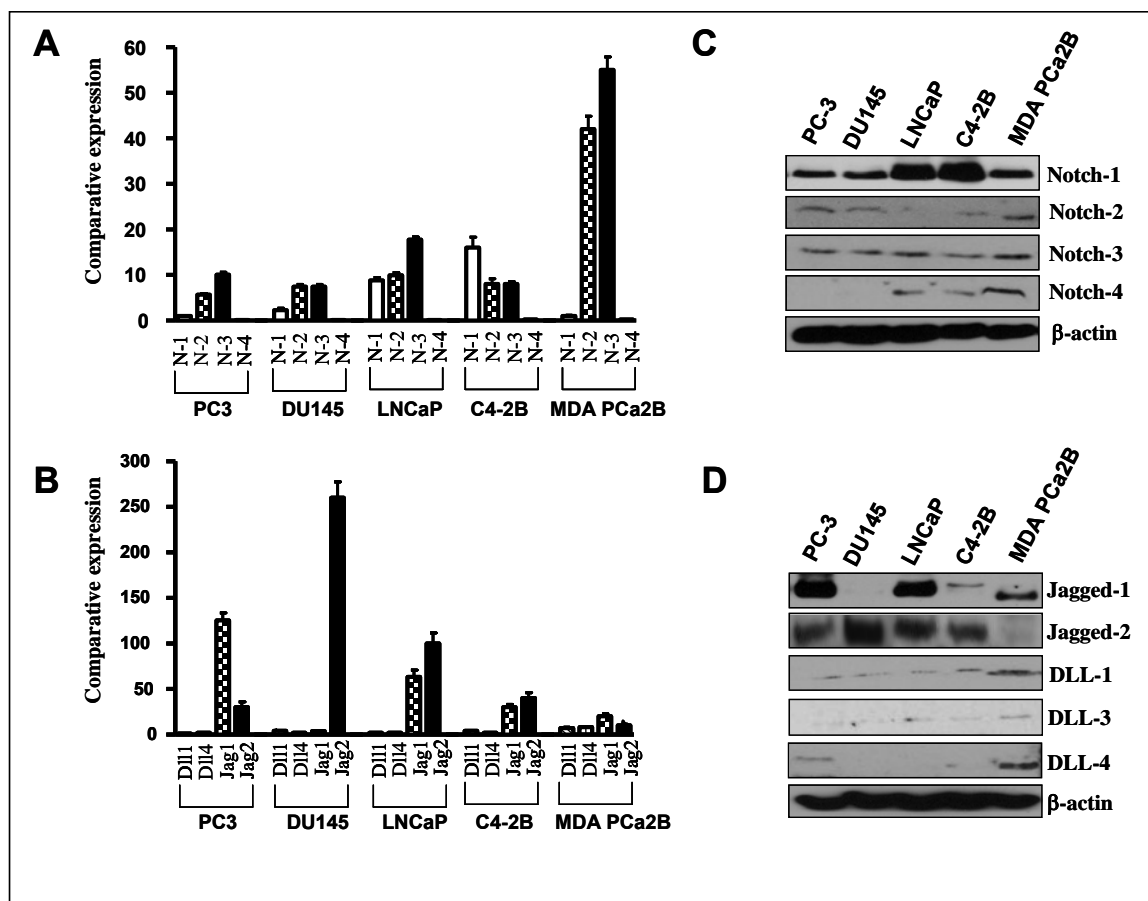 A
Comparative expression
60
50
40
30
20
10
0
N-1 N-2 N-3 N-4 N-1 N-2 N-3 N-4 N-1 N-2 N-3 N-4 N-1 N-2 N-3 N-4 N-1 N-2 N-3 N-4
PC3 DU145 LNCaP C4-2B MDA PCa2B
B
Comparative expression
300
250
200
150
100
50
0
Dll1 Dll4 Jag1 Jag2 Dll1 Dll4 Jag1 Jag2 Dll1 Dll4 Jag1 Jag2 Dll1 Dll4 Jag1 Jag2 Dll1 Dll4 Jag1 Jag2
PC3 DU145 LNCaP C4-2B MDA PCa2B
C
PC-3 DU145 LNCaP C4-2B MDA PCa2B
Notch-1
Notch-2
Notch-3
Notch-4
β-actin
D
PC-3 DU145 LNCaP C4-2B MDA PCa2B
Jagged-1
Jagged-2
DLL-1
DLL-3
DLL-4
β-actin